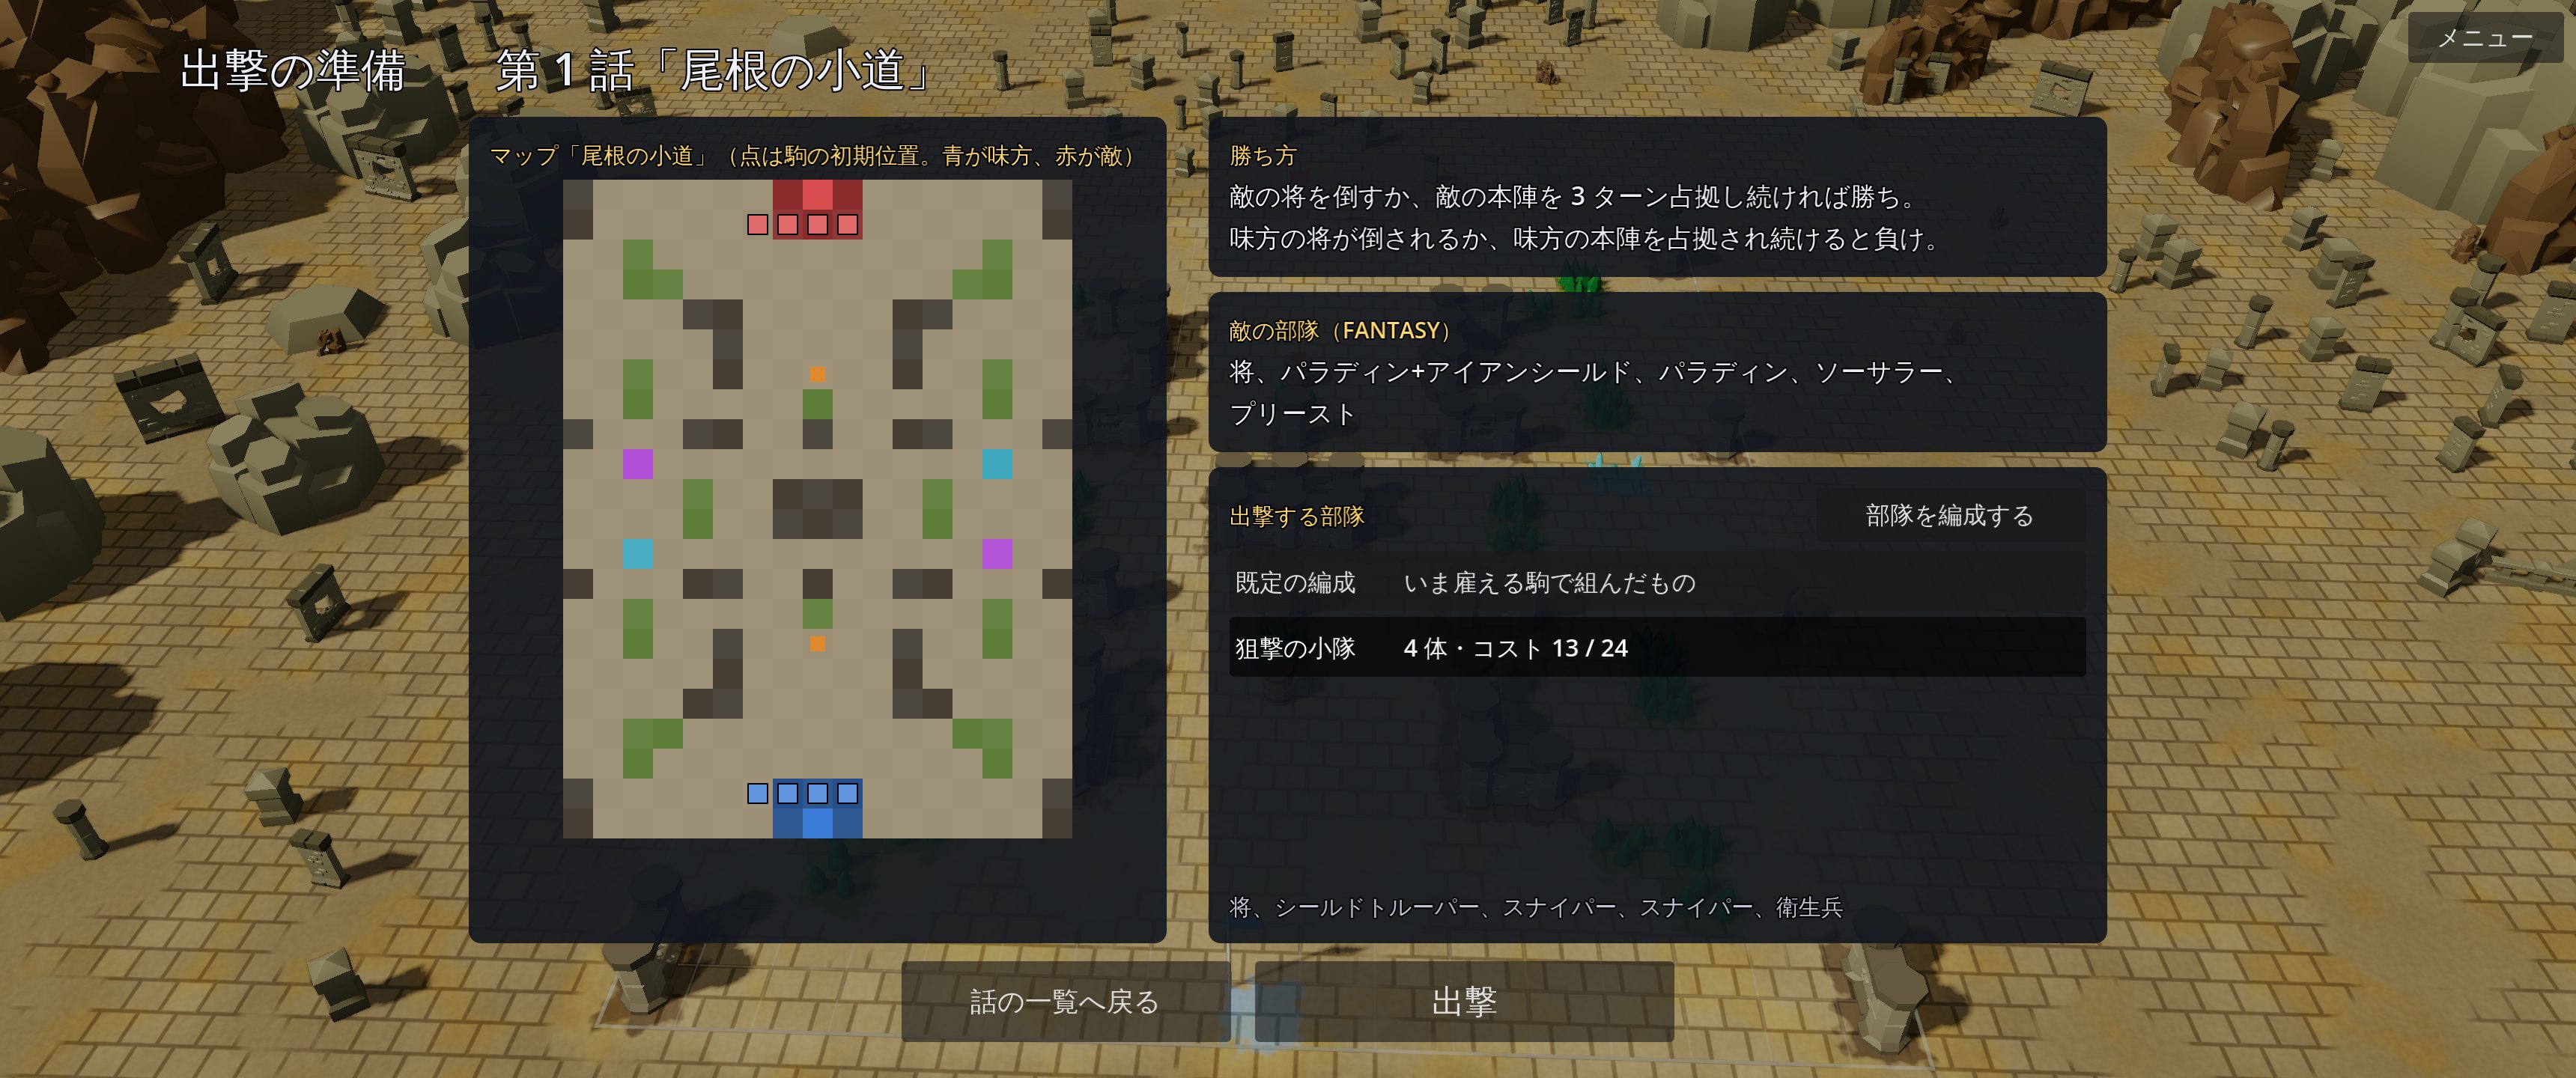 出撃の準備　　第 1 話「尾根の小道」
メニュー
マップ「尾根の小道」（点は駒の初期位置。青が味方、赤が敵）
勝ち方
敵の将を倒すか、敵の本陣を 3 ターン占拠し続ければ勝ち。
味方の将が倒されるか、味方の本陣を占拠され続けると負け。
敵の部隊（FANTASY）
将、パラディン+アイアンシールド、パラディン、ソーサラー、
プリースト
出撃する部隊
部隊を編成する
既定の編成　　いま雇える駒で組んだもの
狙撃の小隊　　4 体・コスト 13 / 24
将、シールドトルーパー、スナイパー、スナイパー、衛生兵
話の一覧へ戻る
出撃